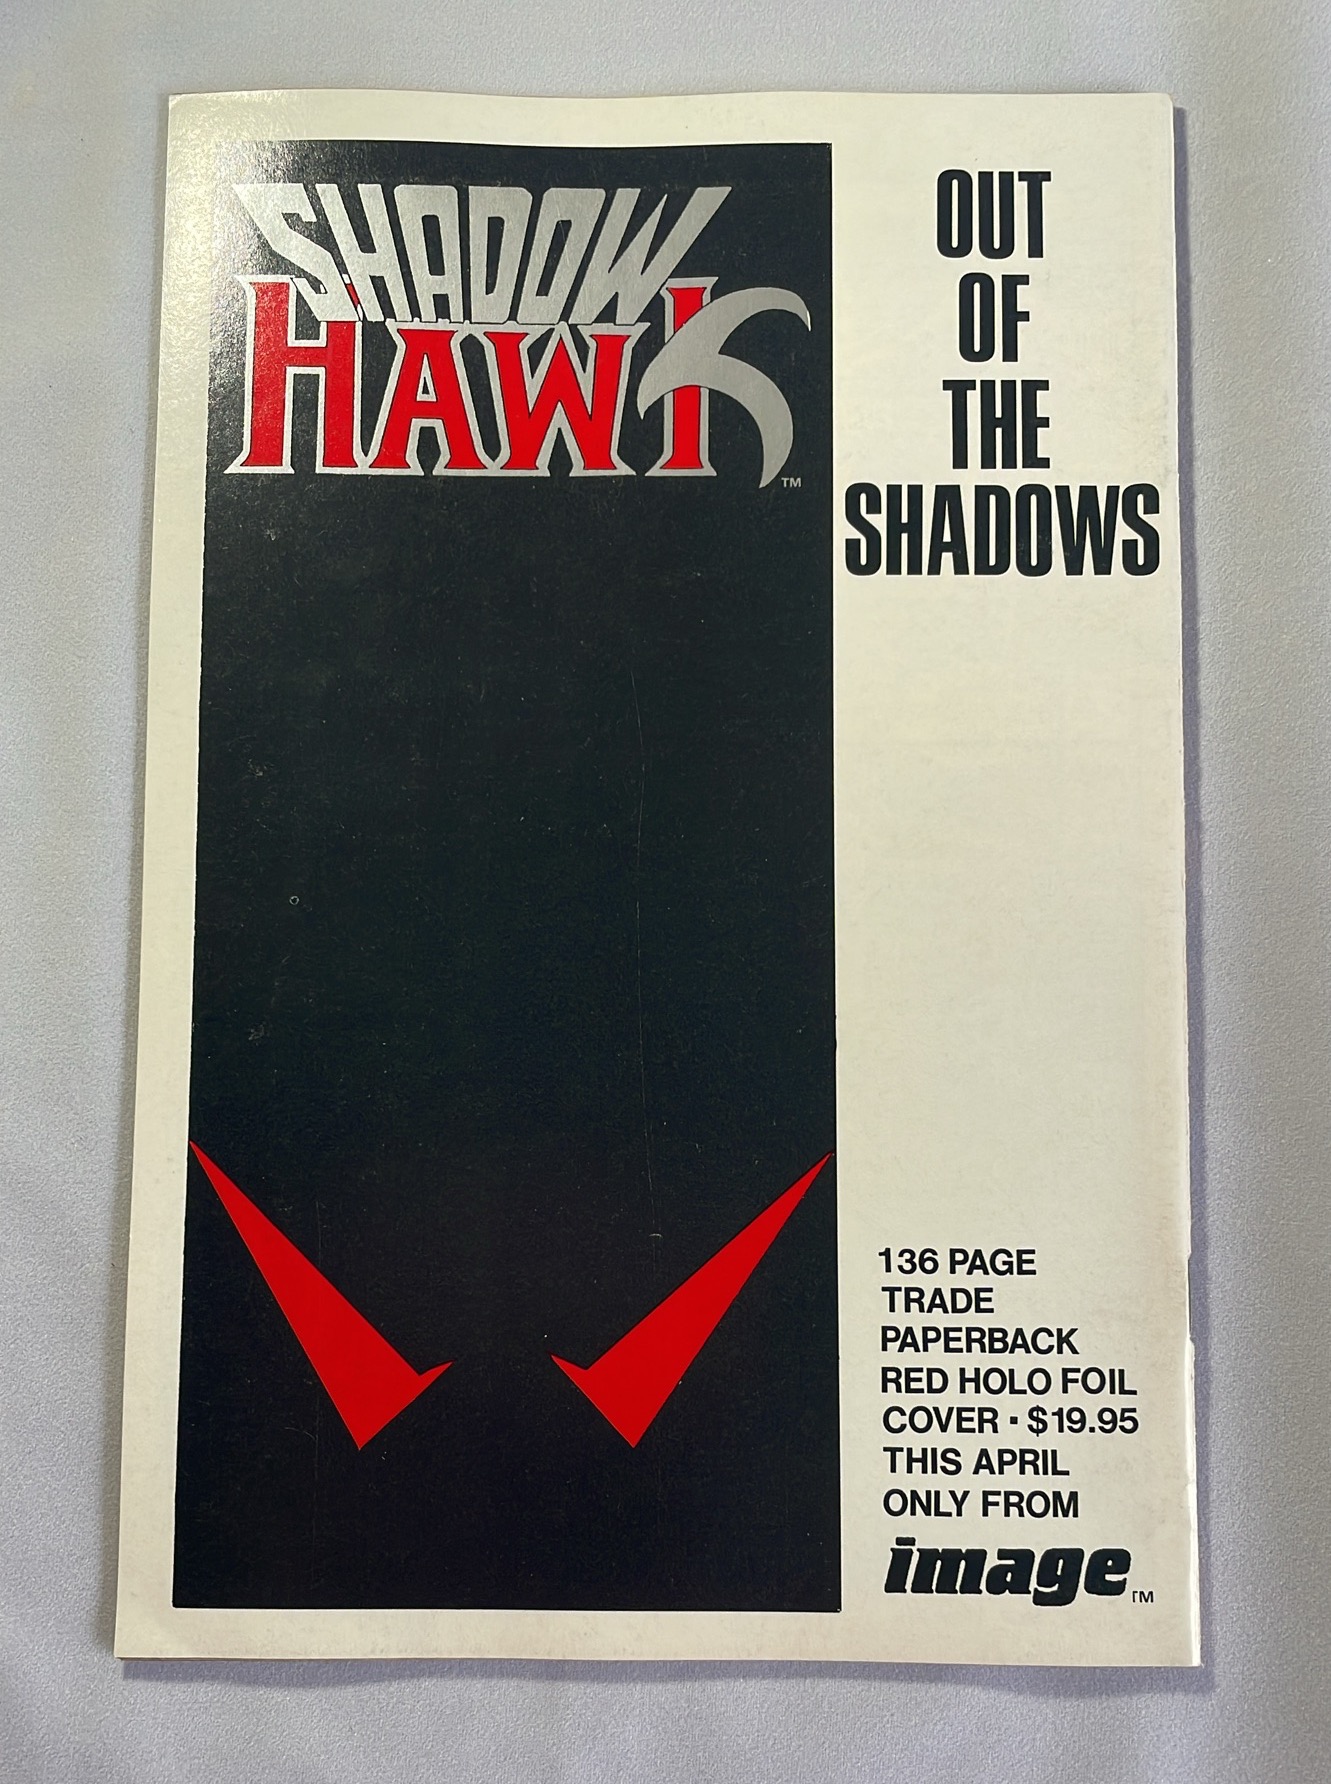 SHADOW
HAWK
TM
OUT
OF
THE
SHADOWS
136 PAGE
TRADE
PAPERBACK
RED HOLO FOIL
COVER ▪ $19.95
THIS APRIL
ONLY FROM
image TM